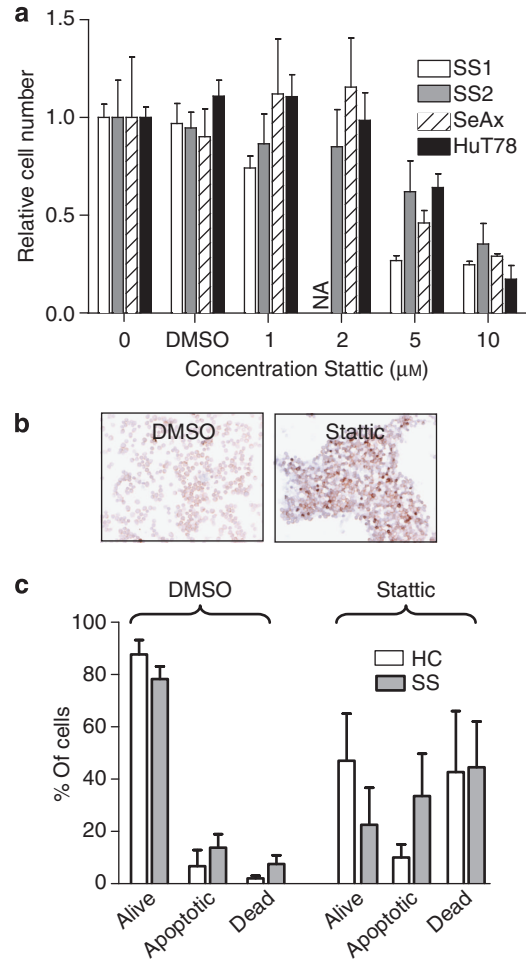 a
1.5
1.0
0.5
0.0
Relative cell number
SS1
SS2
SeAx
HuT78
NA
0 DMSO 1 2 5 10
Concentration Stattic (μM)
b
DMSO Stattic
c
DMSO Stattic
100
80
60
40
20
0
% Of cells
HC
SS
Alive Apoptotic Dead Alive Apoptotic Dead